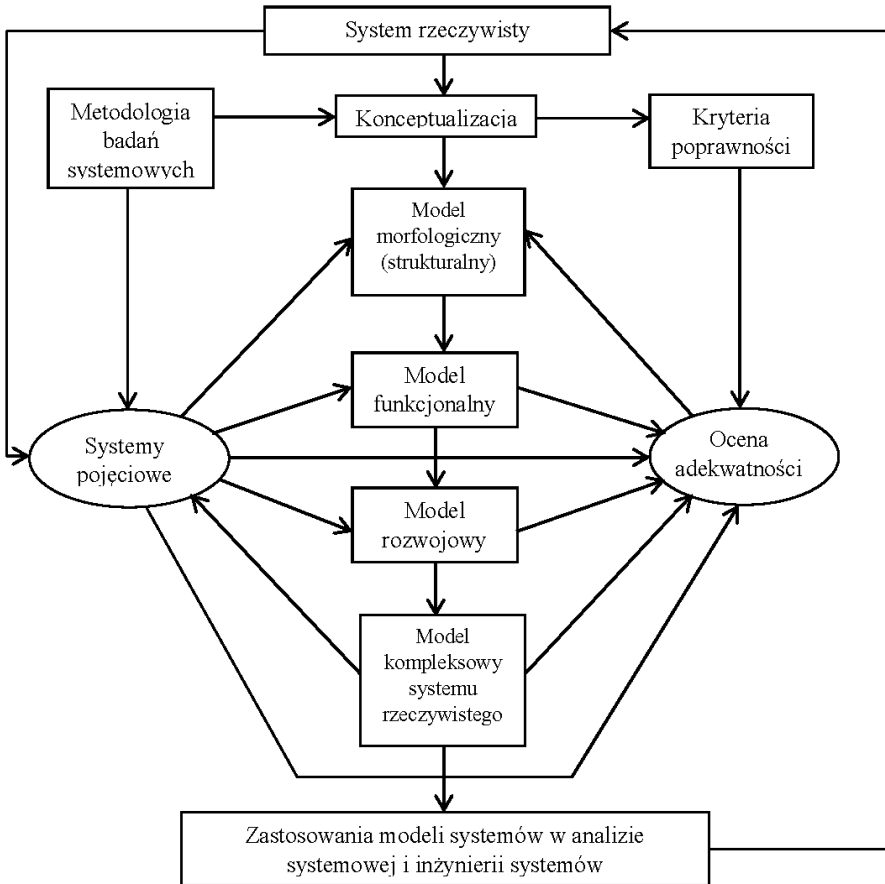 System rzeczywisty
Metodologia
badań
systemowych
Konceptualizacja
Kryteria
poprawności
Model
morfologiczny
(strukturalny)
Model
funkcjonalny
Systemy
pojęciowe
Ocena
adekwatności
Model
rozwojowy
Model
kompleksowy
systemu
rzeczywistego
Zastosowania modeli systemów w analizie
systemowej i inżynierii systemów